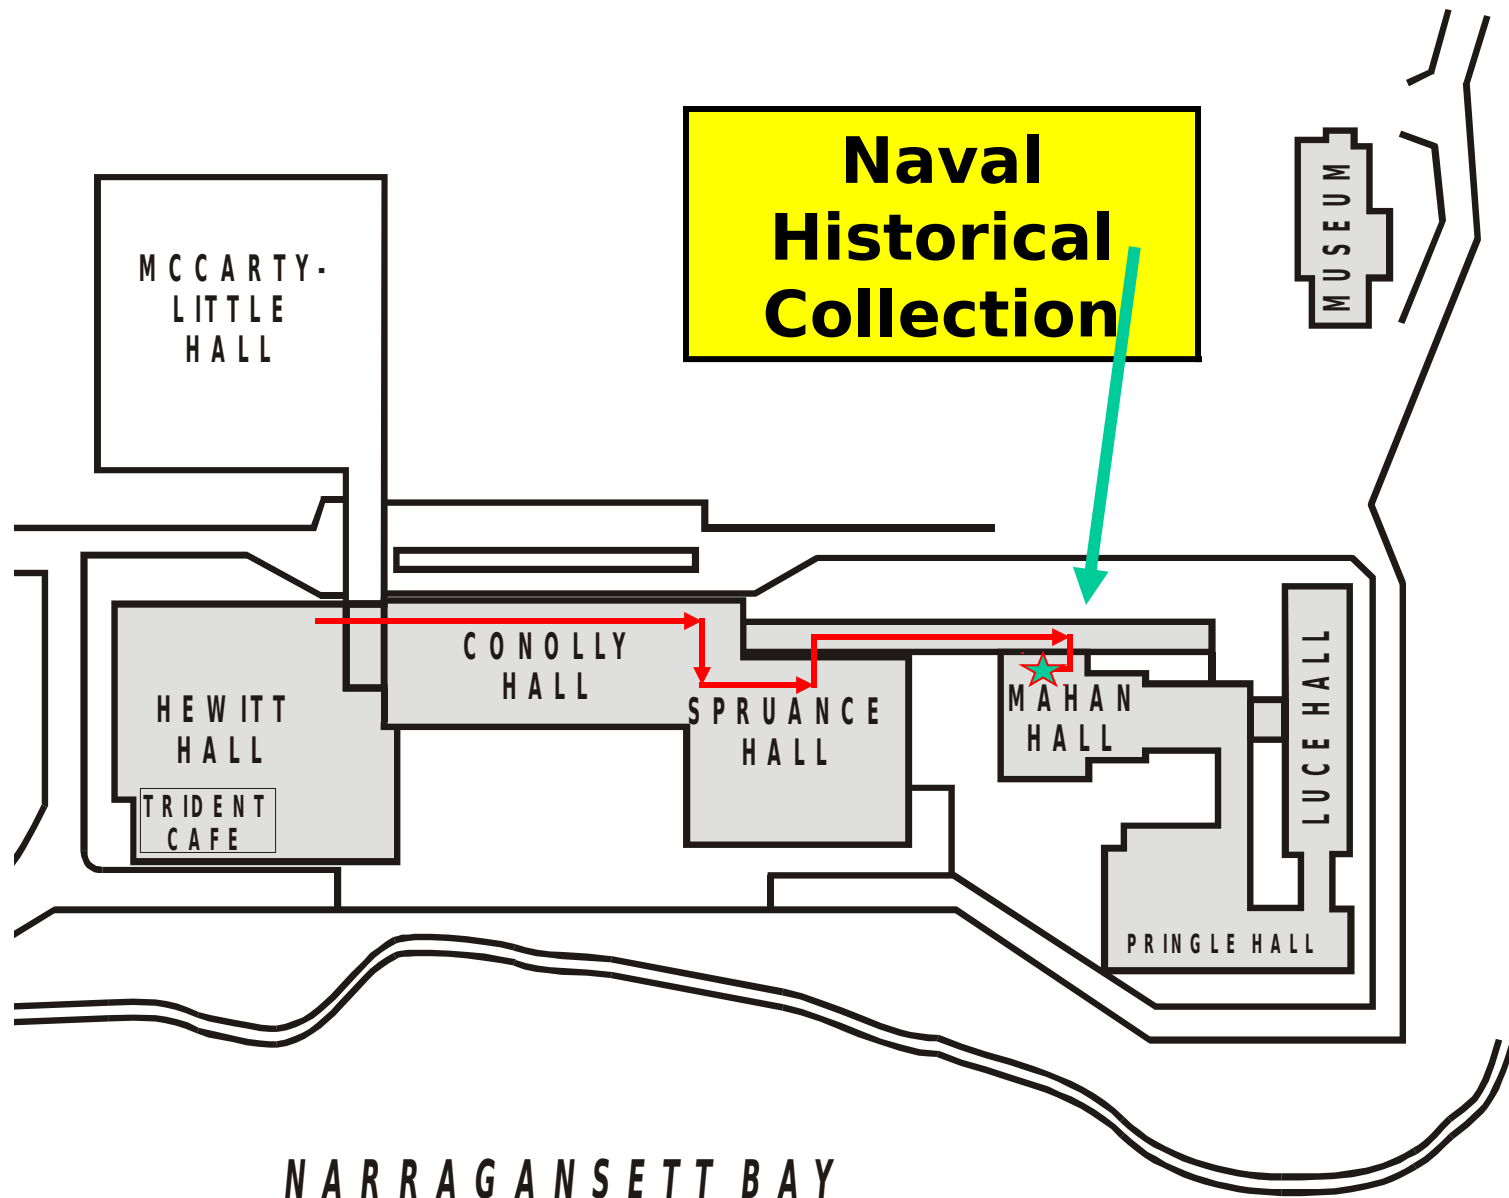 Naval
Historical
Collection
MUSEUM
MCCARTY-
LITTLE
HALL
CONOLLY
HALL
HEWITT
HALL
SPRUANCE
HALL
MAHAN
HALL
LUCE HALL
TRIDENT
CAFE
PRINGLE HALL
NARRAGANSETT BAY